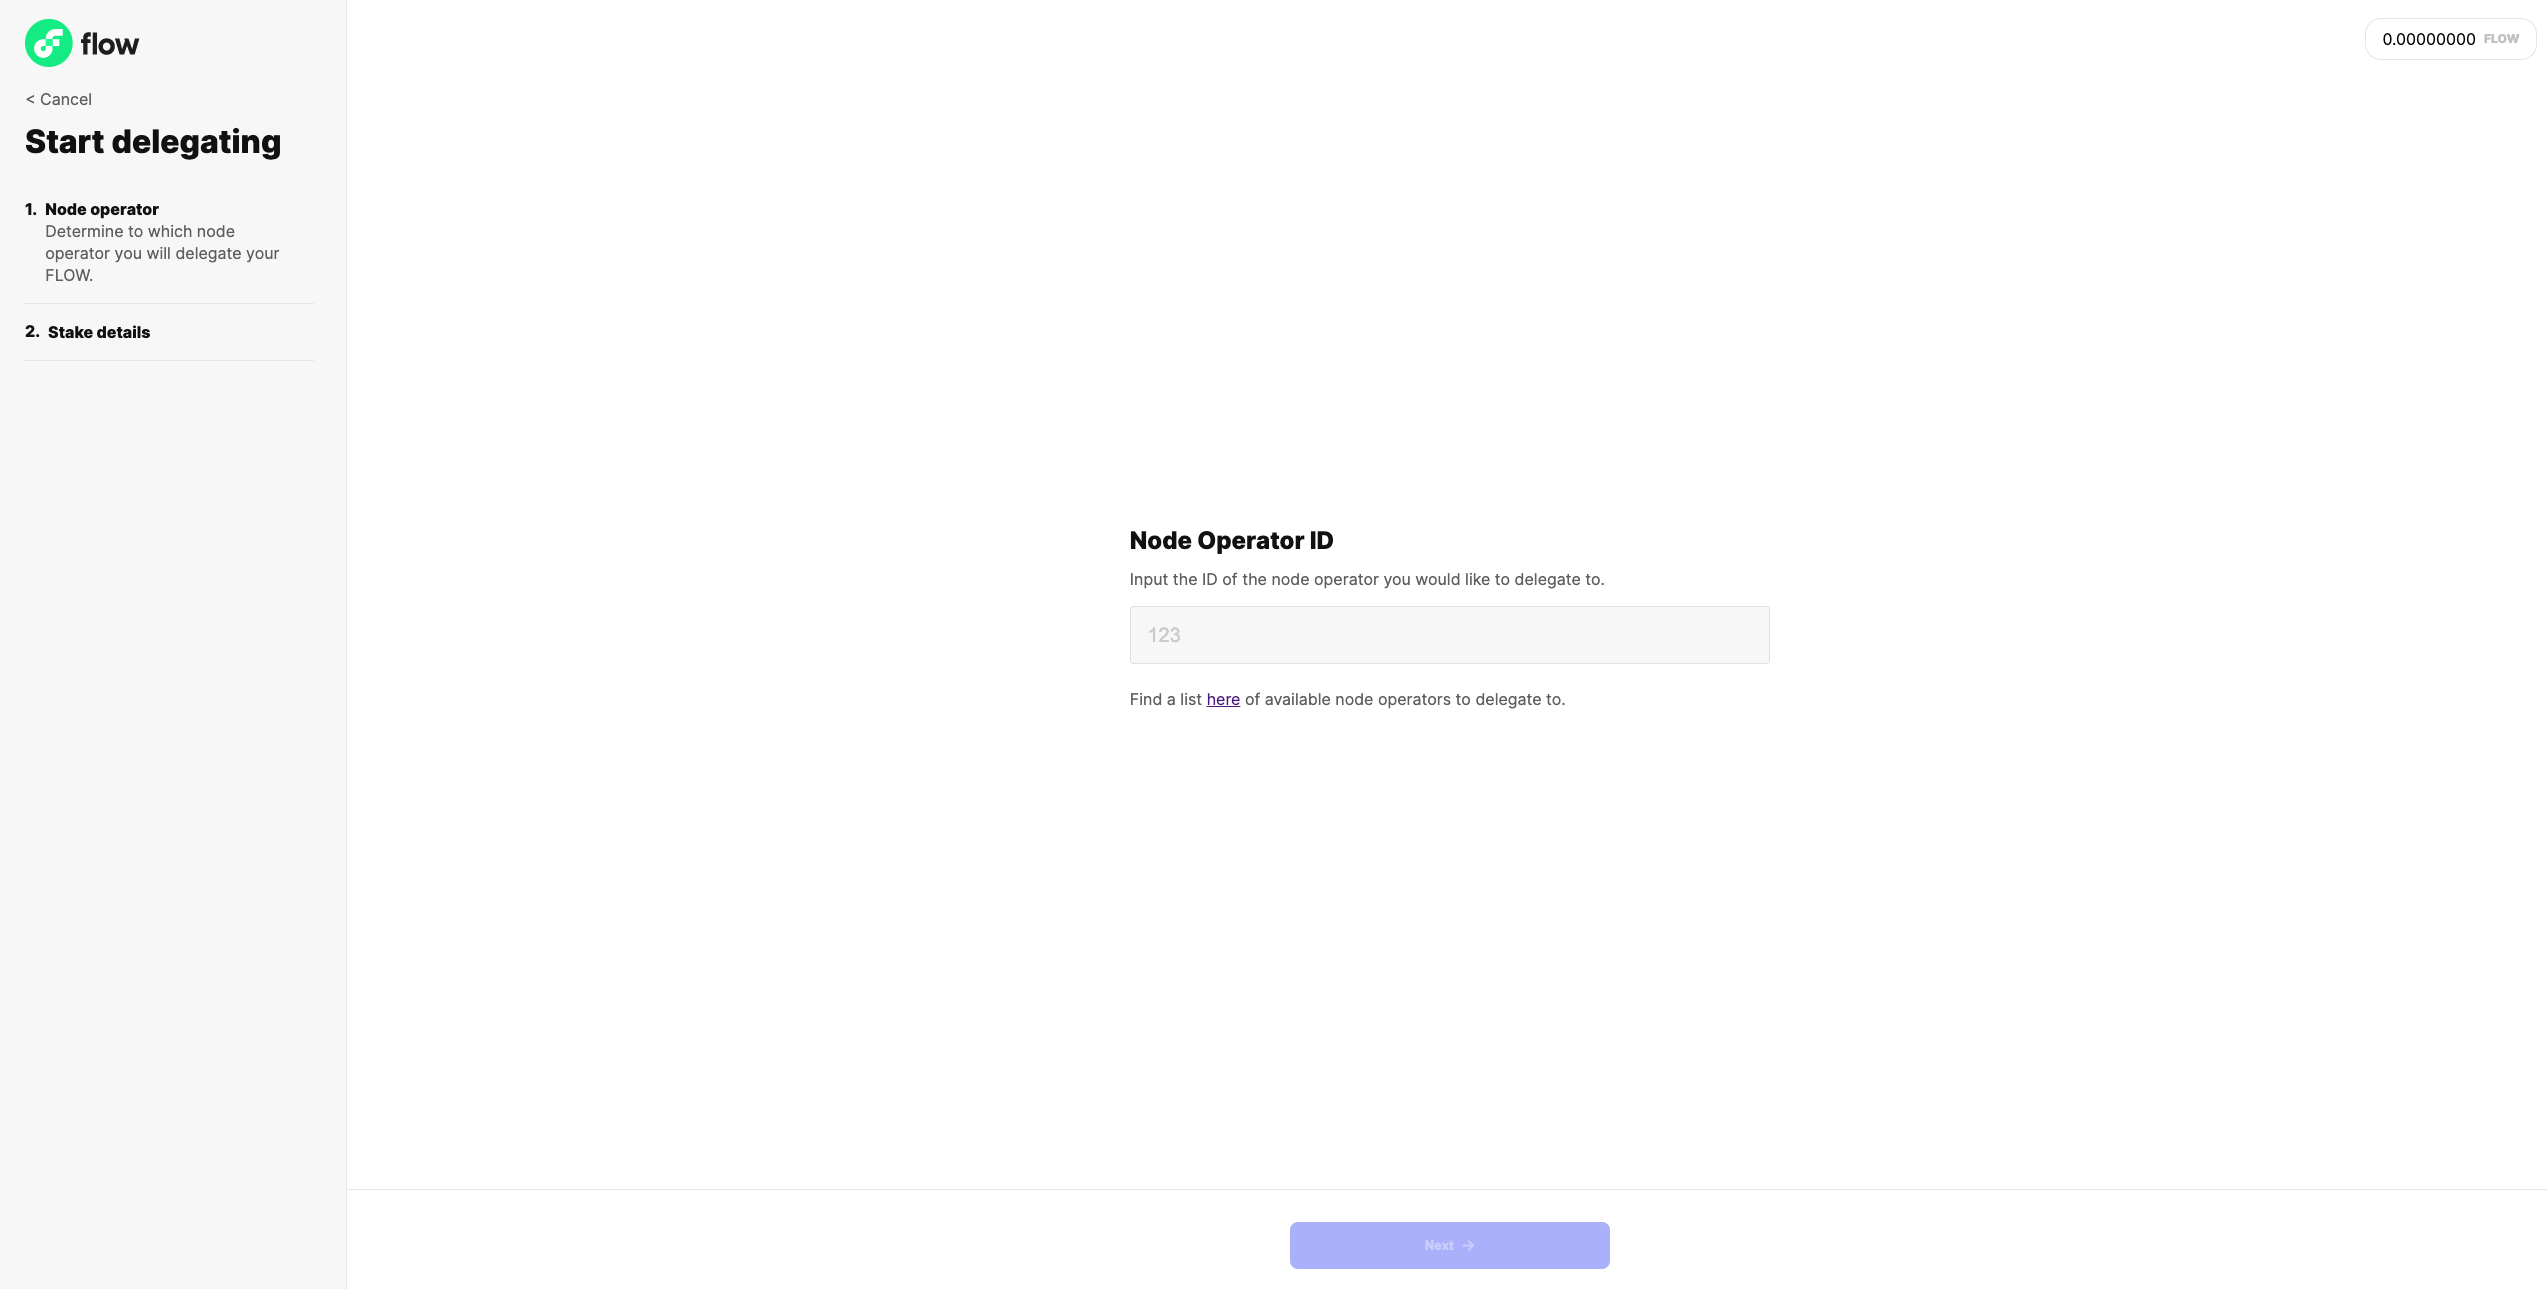 flow
< Cancel
Start delegating
1. Node operator
Determine to which node
operator you will delegate your
FLOW.
2. Stake details
0.00000000 FLOW
Node Operator ID
Input the ID of the node operator you would like to delegate to.
123
Find a list here of available node operators to delegate to.
Next →